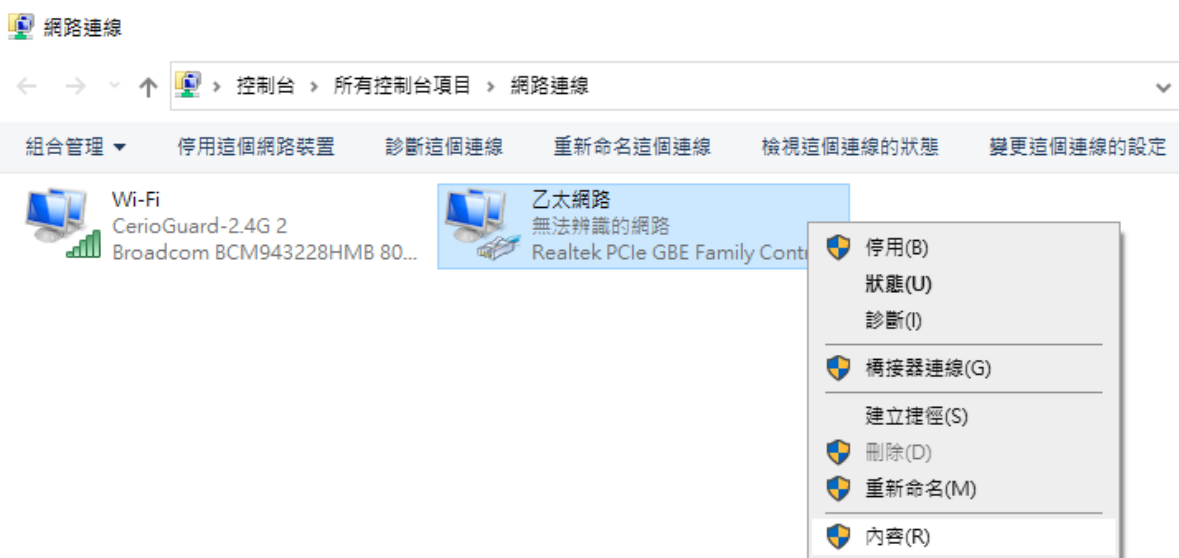 網路連線
控制台 › 所有控制台項目 › 網路連線
組合管理 停用這個網路裝置 診斷這個連線 重新命名這個連線 檢視這個連線的狀態 變更這個連線的設定
Wi-Fi
CerioGuard-2.4G 2
Broadcom BCM943228HMB 80...
乙太網路
無法辨識的網路
Realtek PCIe GBE Family Contr
停用(B)
狀態(U)
診斷(I)
橋接器連線(G)
建立捷徑(S)
刪除(D)
重新命名(M)
內容(R)